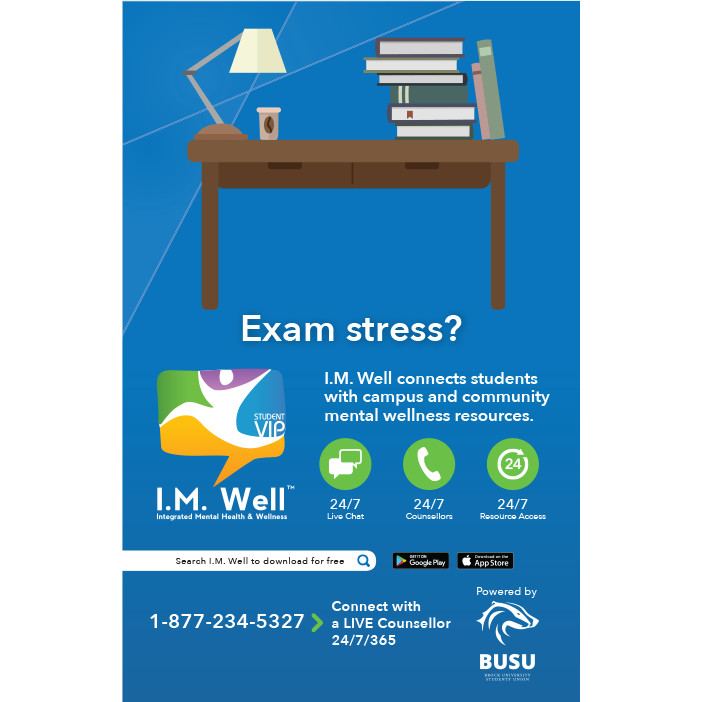 Exam stress?
I.M. Well connects students
with campus and community
mental wellness resources.
STUDENT
VIP
I.M. Well™
Integrated Mental Health & Wellness
24/7
Live Chat
24/7
Counsellors
24
24/7
Resource Access
Search I.M. Well to download for free
GET IT ON
Google Play
Download on the
App Store
1-877-234-5327
Connect with
a LIVE Counsellor
24/7/365
Powered by
BUSU
BROCK UNIVERSITY
STUDENTS' UNION